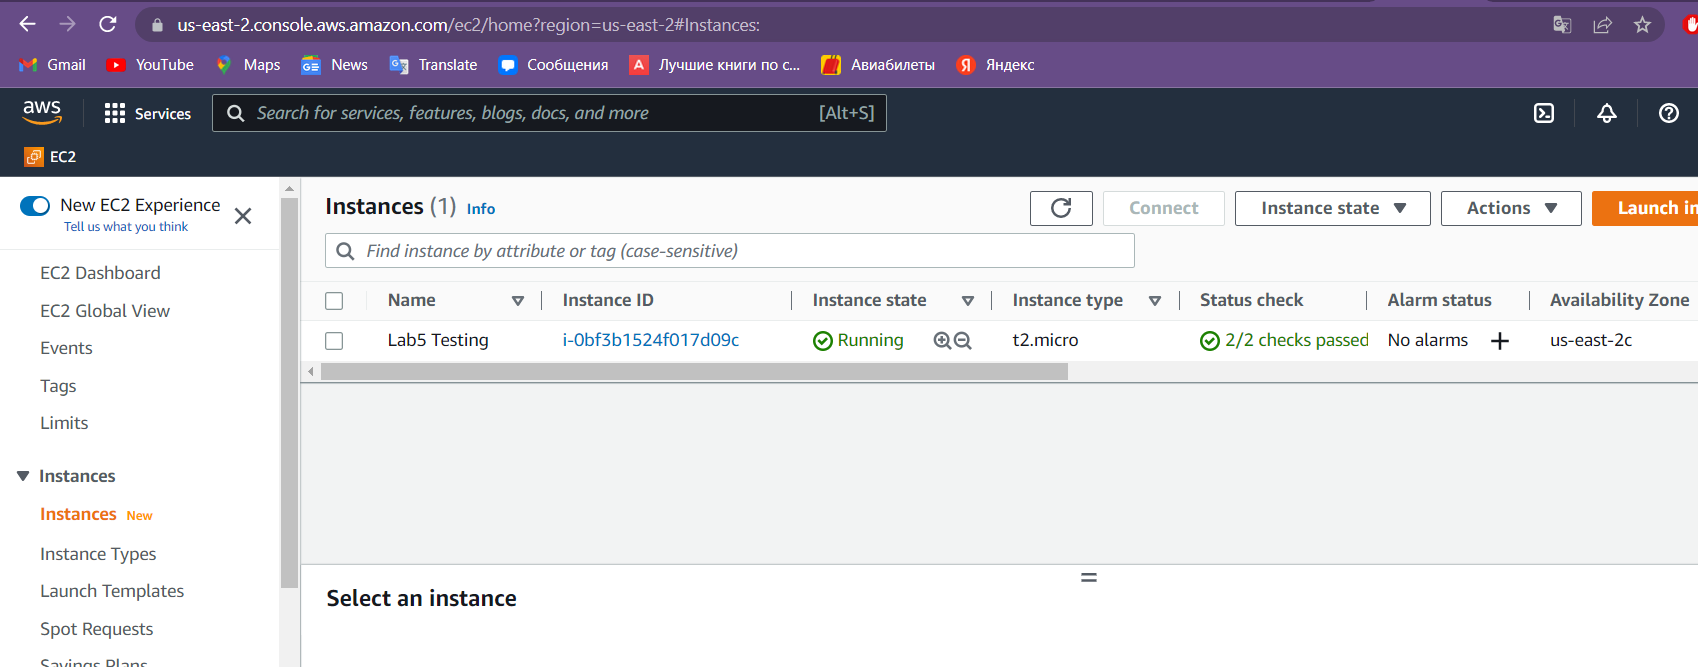 us-east-2.console.aws.amazon.com/ec2/home?region=us-east-2#Instances:
Gmail YouTube Maps News Translate Сообщения Лучшие книги по с... Авиабилеты Яндекс
aws Services Search for services, features, blogs, docs, and more [Alt+S]
EC2
New EC2 Experience
Tell us what you think
EC2 Dashboard
EC2 Global View
Events
Tags
Limits
Instances
Instances New
Instance Types
Launch Templates
Spot Requests
Savings Plans
Instances (1) Info Connect Instance state Actions Launch in
Find instance by attribute or tag (case-sensitive)
Name Instance ID Instance state Instance type Status check Alarm status Availability Zone
Lab5 Testing i-0bf3b1524f017d09c Running t2.micro 2/2 checks passed No alarms + us-east-2c
Select an instance